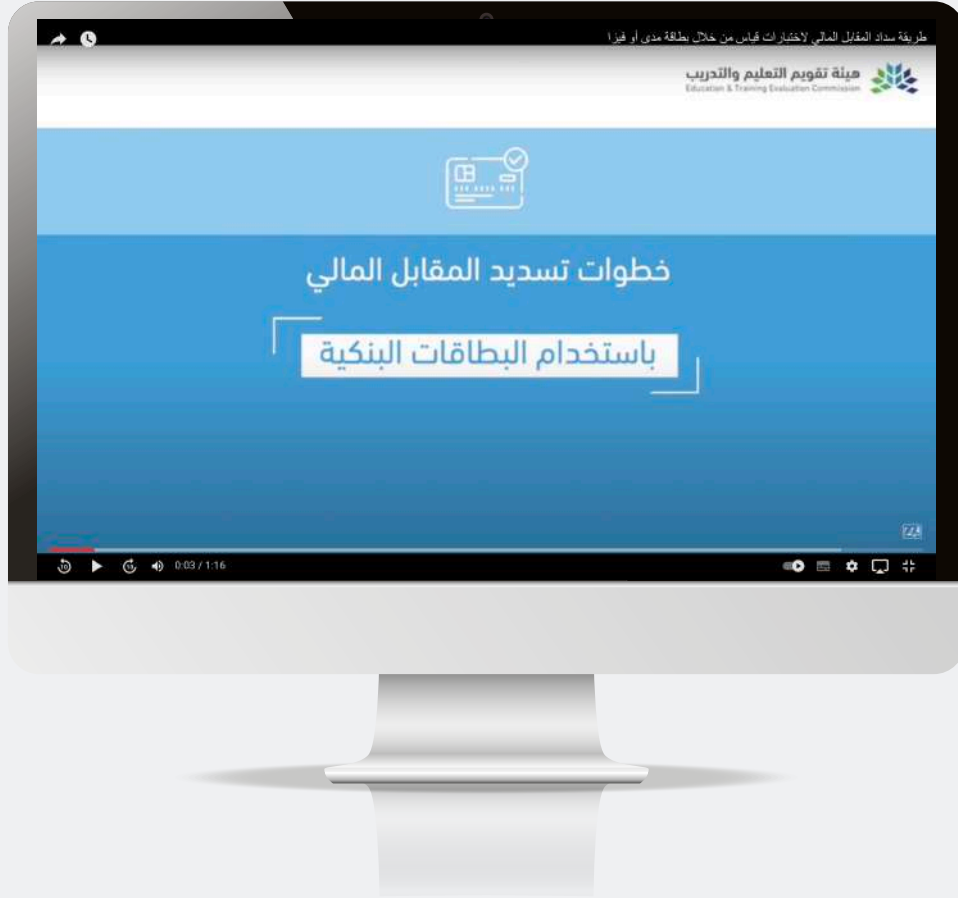 طريقة سداد المقابل المالي لاختبارات قياس من خلال بطاقة مدى أو فيزا
هيئة تقويم التعليم والتدريب
Education & Training Evaluation Commission
خطوات تسديد المقابل المالي
باستخدام البطاقات البنكية
0:03 / 1:16